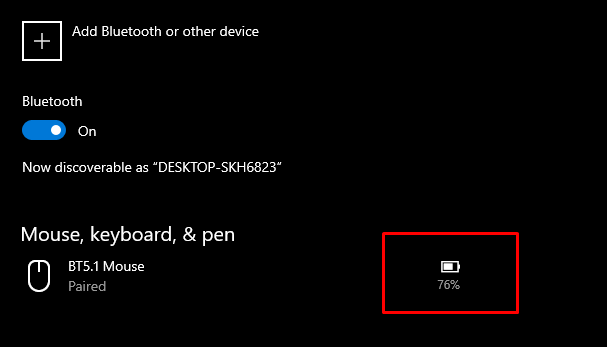 Add Bluetooth or other device
Bluetooth
On
Now discoverable as “DESKTOP-SKH6823”
Mouse, keyboard, & pen
BT5.1 Mouse
Paired
76%